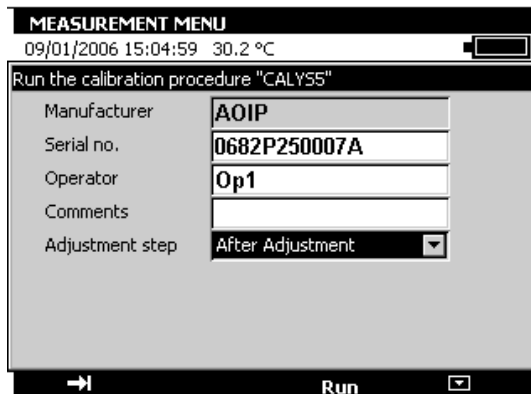 MEASUREMENT MENU
09/01/2006 15:04:59 30.2 °C
Run the calibration procedure "CALYS5"
Manufacturer AOIP
Serial no. 0682P250007A
Operator Op1
Comments
Adjustment step After Adjustment
Run